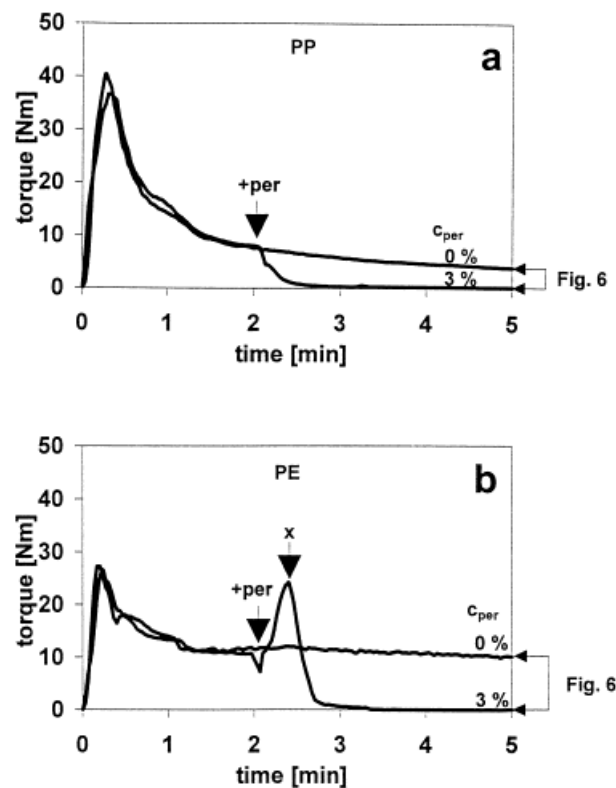 PP
a
50
40
30
20
10
0
torque [Nm]
+per
c_per
0 %
3 %
Fig. 6
0 1 2 3 4 5
time [min]
PE
b
50
40
30
20
10
0
torque [Nm]
x
+per
c_per
0 %
3 %
Fig. 6
0 1 2 3 4 5
time [min]